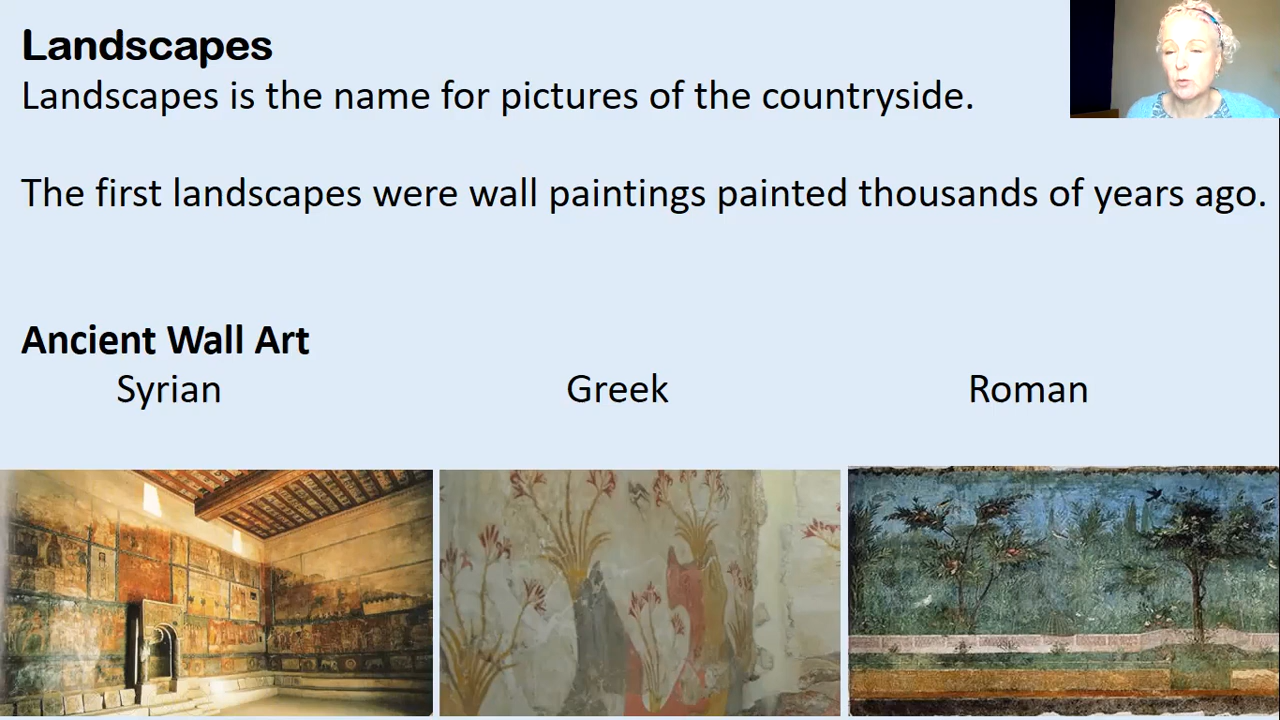 Landscapes
Landscapes is the name for pictures of the countryside.
The first landscapes were wall paintings painted thousands of years ago.
Ancient Wall Art
Syrian Greek Roman